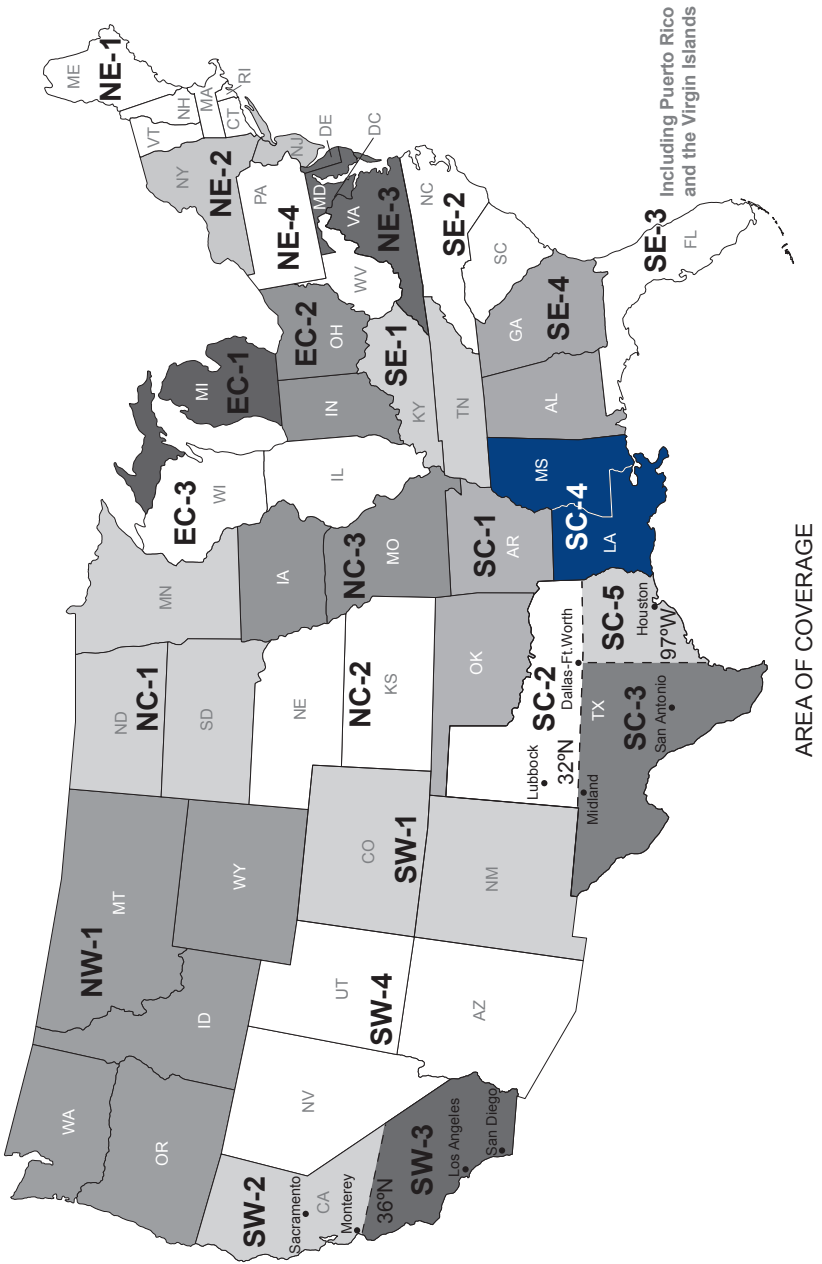 WA
OR
ID
MT
NW-1
WY
NV
UT
SW-4
AZ
CO
SW-1
NM
SW-2
Sacramento
CA
Monterey
36ºN
SW-3
Los Angeles
San Diego
ND
NC-1
SD
MN
NE
NC-2
KS
IA
NC-3
MO
OK
SC-1
AR
Lubbock
SC-2
Dallas-Ft.Worth
32ºN
Midland
TX
SC-3
San Antonio
SC-5
Houston
97ºW
SC-4
LA
MS
EC-3
WI
IL
MI
EC-1
EC-2
OH
IN
SE-1
KY
TN
WV
AL
GA
SE-4
NC
SE-2
SC
SE-3
FL
Including Puerto Rico
and the Virgin Islands
ME
NE-1
VT
NH
MA
RI
CT
NY
NE-2
NJ
PA
NE-4
DE
MD
DC
VA
NE-3
AREA OF COVERAGE